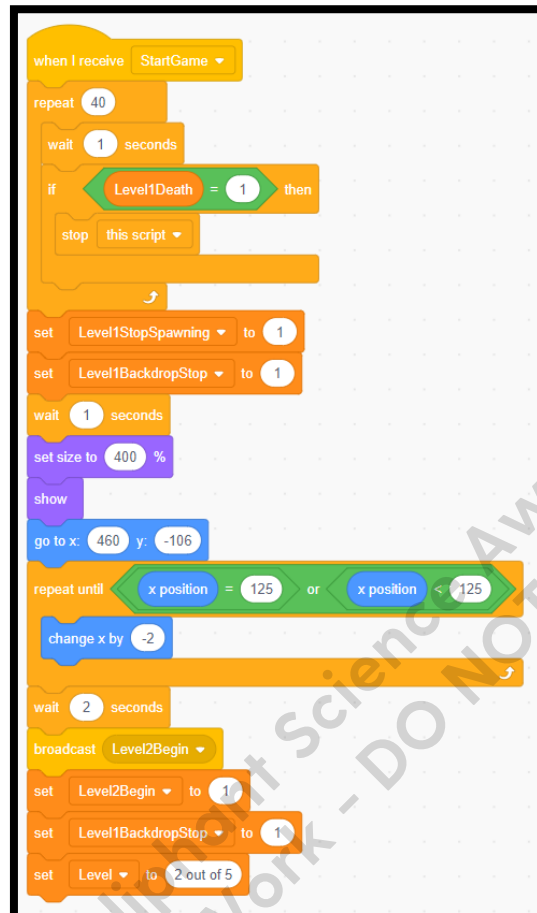 when I receive StartGame
repeat 40
wait 1 seconds
if Level1Death = 1 then
stop this script
set Level1StopSpawning to 1
set Level1BackdropStop to 1
wait 1 seconds
set size to 400 %
show
go to x: 460 y: -106
repeat until x position = 125 or x position < 125
change x by -2
wait 2 seconds
broadcast Level2Begin
set Level2Begin to 1
set Level1BackdropStop to 1
set Level to 2 out of 5
Science
DO NOT